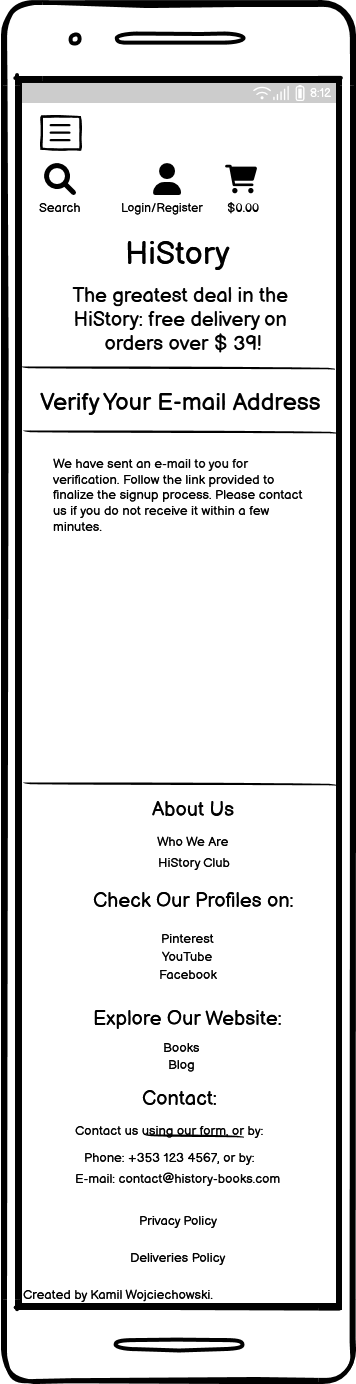 8:12
Search
Login/Register
$0.00
HiStory
The greatest deal in the
HiStory: free delivery on
orders over $ 39!
Verify Your E-mail Address
We have sent an e-mail to you for
verification. Follow the link provided to
finalize the signup process. Please contact
us if you do not receive it within a few
minutes.
About Us
Who We Are
HiStory Club
Check Our Profiles on:
Pinterest
YouTube
Facebook
Explore Our Website:
Books
Blog
Contact:
Contact us using our form, or by:
Phone: +353 123 4567, or by:
E-mail: contact@history-books.com
Privacy Policy
Deliveries Policy
Created by Kamil Wojciechowski.